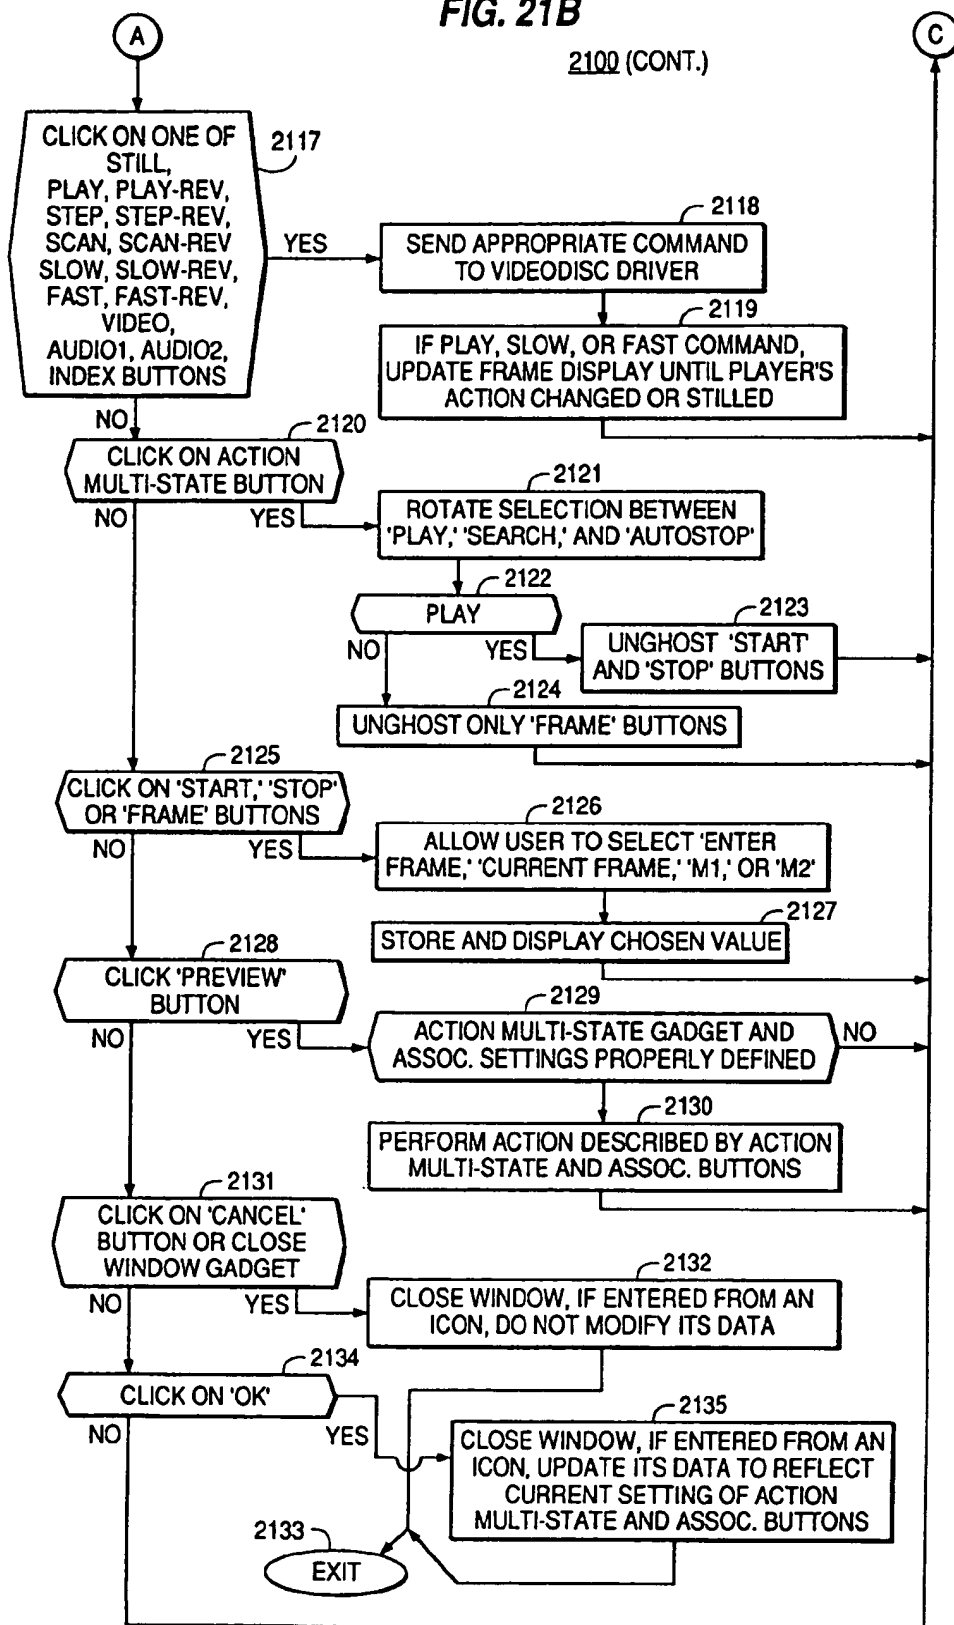 FIG. 21B
A
C
2100 (CONT.)
CLICK ON ONE OF
STILL,
PLAY, PLAY-REV,
STEP, STEP-REV,
SCAN, SCAN-REV
SLOW, SLOW-REV,
FAST, FAST-REV,
VIDEO,
AUDIO1, AUDIO2,
INDEX BUTTONS
2117
YES
NO
2118
SEND APPROPRIATE COMMAND
TO VIDEODISC DRIVER
2119
IF PLAY, SLOW, OR FAST COMMAND,
UPDATE FRAME DISPLAY UNTIL PLAYER'S
ACTION CHANGED OR STILLED
2120
CLICK ON ACTION
MULTI-STATE BUTTON
NO
YES
2121
ROTATE SELECTION BETWEEN
'PLAY,' 'SEARCH,' AND 'AUTOSTOP'
2122
PLAY
NO
YES
2123
UNGHOST 'START'
AND 'STOP' BUTTONS
2124
UNGHOST ONLY 'FRAME' BUTTONS
2125
CLICK ON 'START,' 'STOP'
OR 'FRAME' BUTTONS
NO
YES
2126
ALLOW USER TO SELECT 'ENTER
FRAME,' 'CURRENT FRAME,' 'M1,' OR 'M2'
2127
STORE AND DISPLAY CHOSEN VALUE
2128
CLICK 'PREVIEW'
BUTTON
NO
YES
2129
ACTION MULTI-STATE GADGET AND
ASSOC. SETTINGS PROPERLY DEFINED
NO
2130
PERFORM ACTION DESCRIBED BY ACTION
MULTI-STATE AND ASSOC. BUTTONS
2131
CLICK ON 'CANCEL'
BUTTON OR CLOSE
WINDOW GADGET
NO
YES
2132
CLOSE WINDOW, IF ENTERED FROM AN
ICON, DO NOT MODIFY ITS DATA
2134
CLICK ON 'OK'
NO
YES
2135
CLOSE WINDOW, IF ENTERED FROM AN
ICON, UPDATE ITS DATA TO REFLECT
CURRENT SETTING OF ACTION
MULTI-STATE AND ASSOC. BUTTONS
2133
EXIT